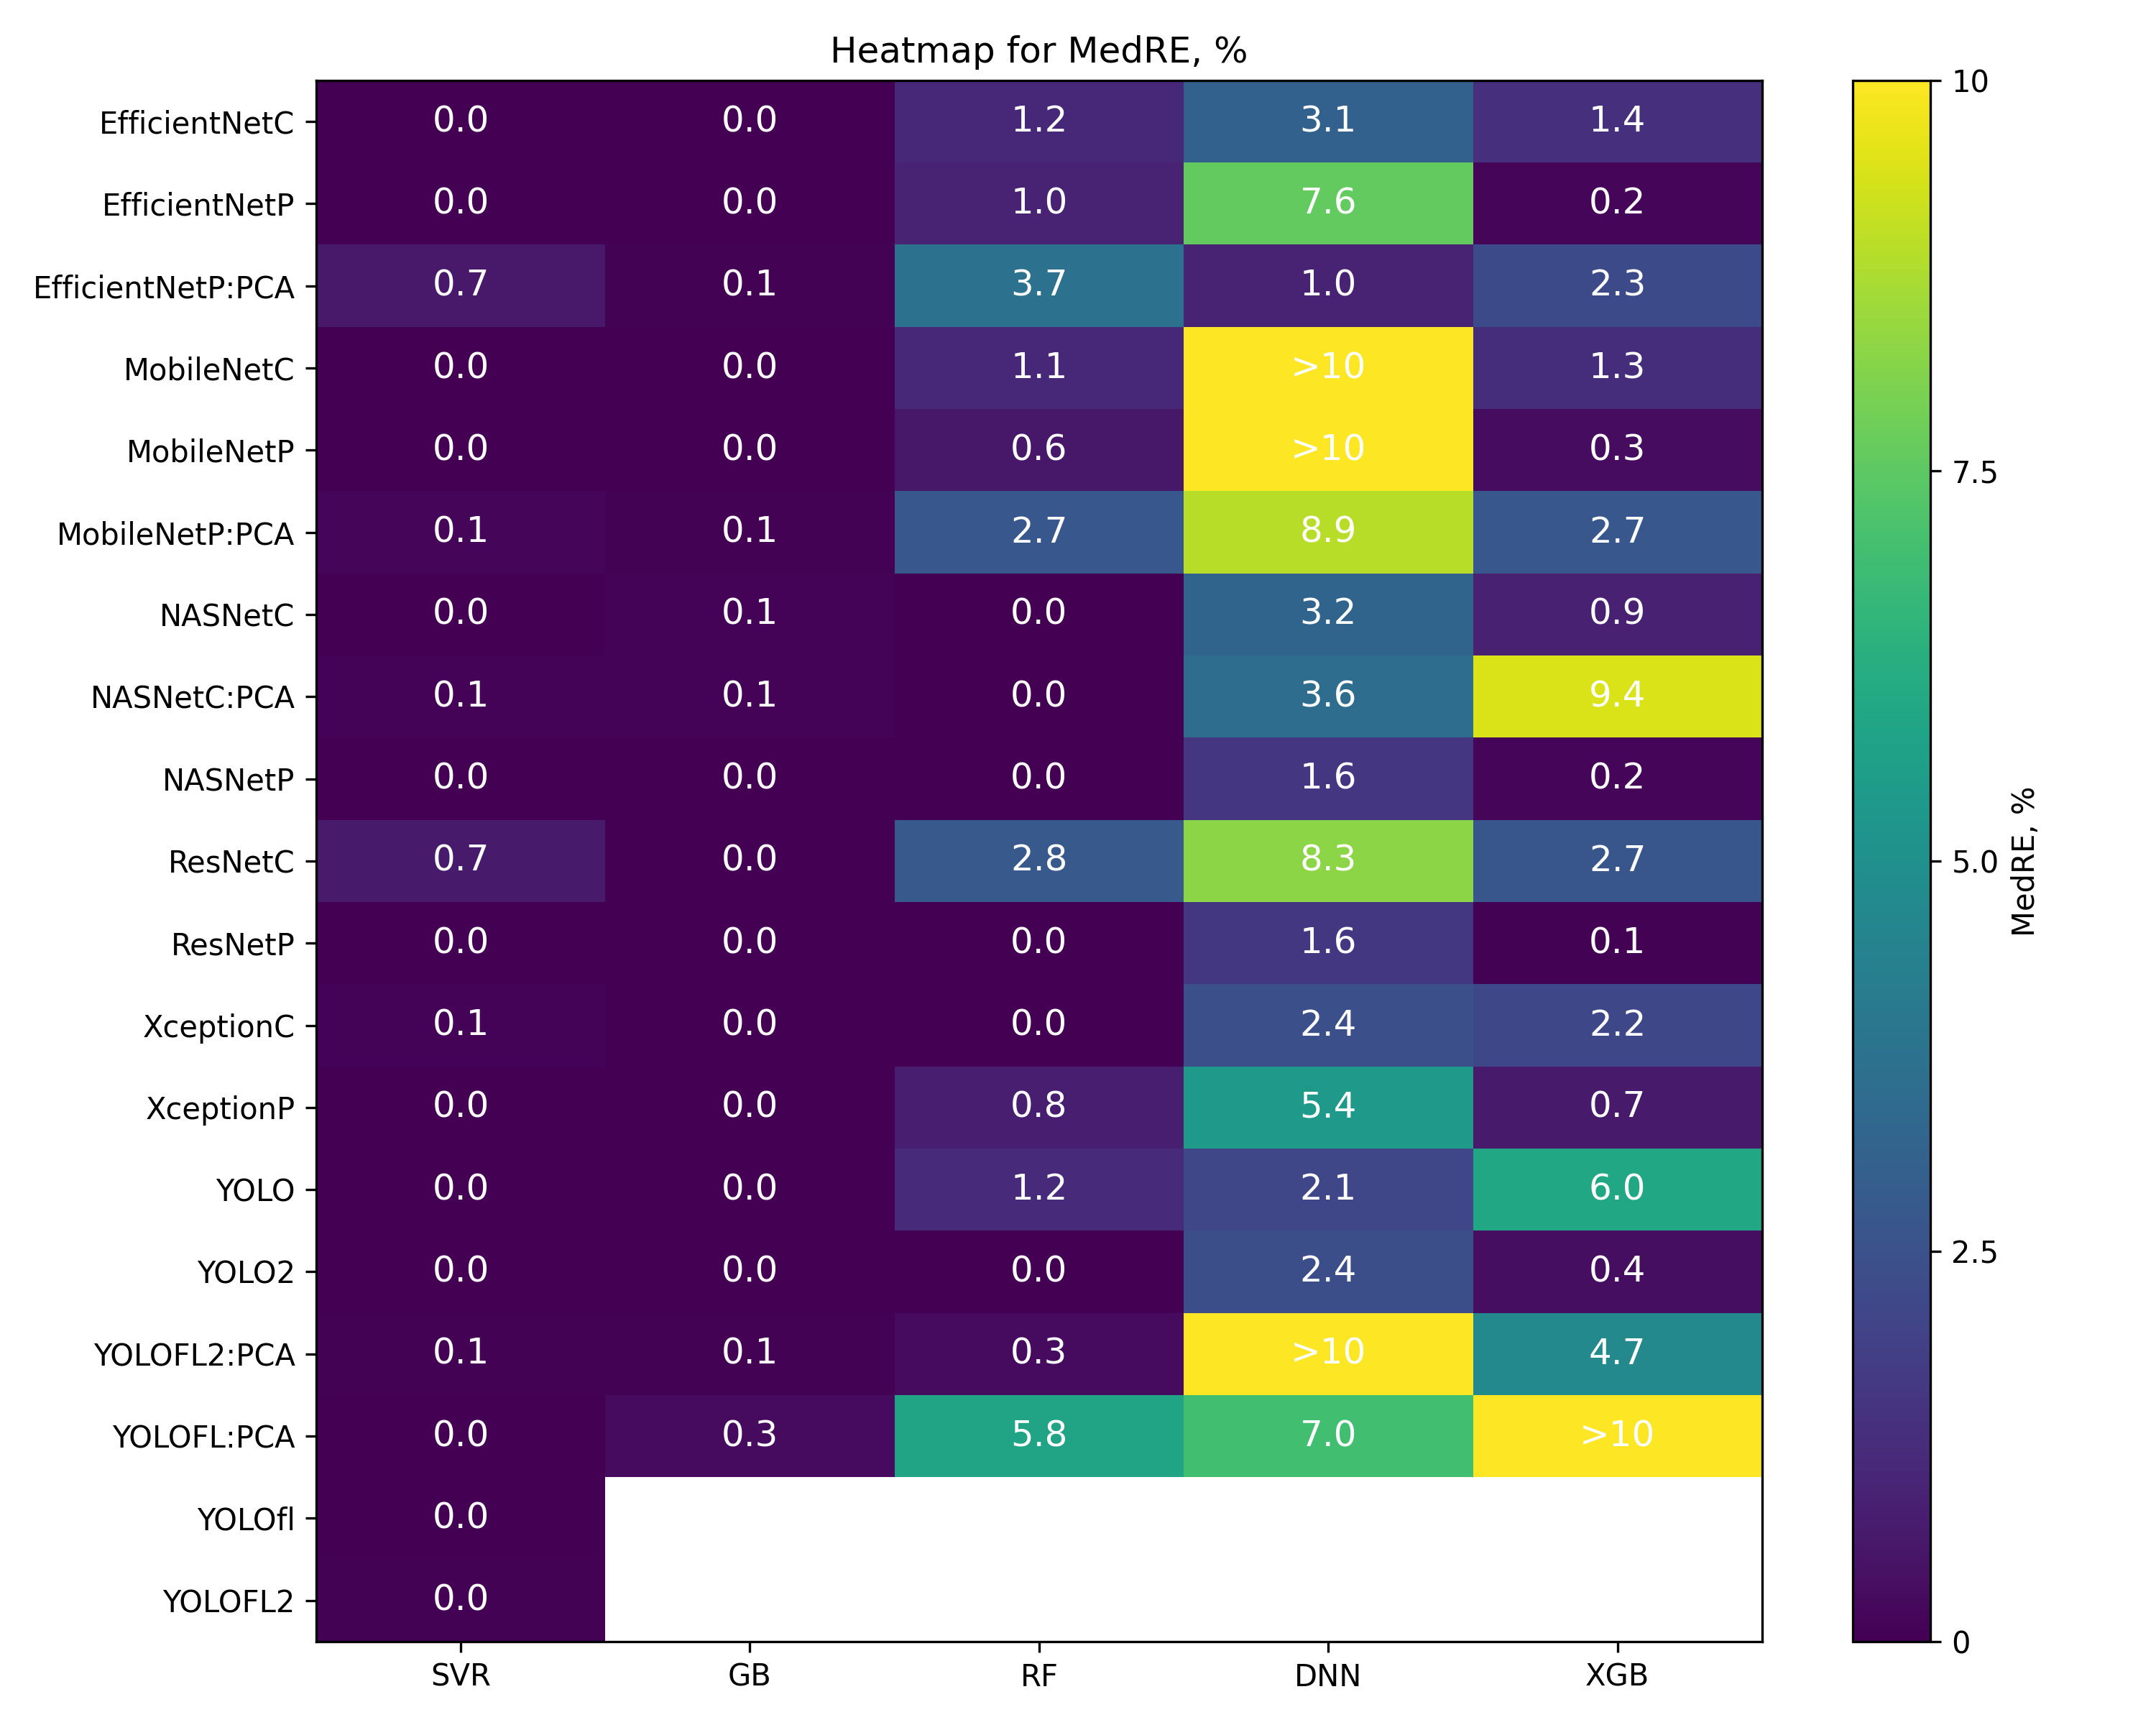 Heatmap for MedRE, %
EfficientNetC 0.0 0.0 1.2 3.1 1.4
EfficientNetP 0.0 0.0 1.0 7.6 0.2
EfficientNetP:PCA 0.7 0.1 3.7 1.0 2.3
MobileNetC 0.0 0.0 1.1 >10 1.3
MobileNetP 0.0 0.0 0.6 >10 0.3
MobileNetP:PCA 0.1 0.1 2.7 8.9 2.7
NASNetC 0.0 0.1 0.0 3.2 0.9
NASNetC:PCA 0.1 0.1 0.0 3.6 9.4
NASNetP 0.0 0.0 0.0 1.6 0.2
ResNetC 0.7 0.0 2.8 8.3 2.7
ResNetP 0.0 0.0 0.0 1.6 0.1
XceptionC 0.1 0.0 0.0 2.4 2.2
XceptionP 0.0 0.0 0.8 5.4 0.7
YOLO 0.0 0.0 1.2 2.1 6.0
YOLO2 0.0 0.0 0.0 2.4 0.4
YOLOFL2:PCA 0.1 0.1 0.3 >10 4.7
YOLOFL:PCA 0.0 0.3 5.8 7.0 >10
YOLOfl 0.0
YOLOFL2 0.0
SVR GB RF DNN XGB
10
7.5
5.0
2.5
0
MedRE, %